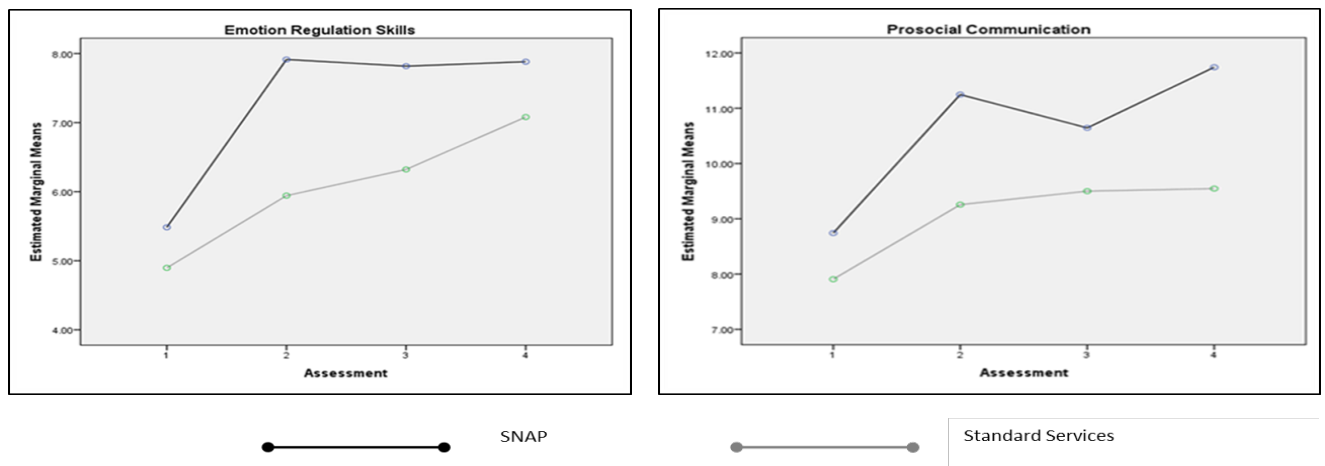 Emotion Regulation Skills
Estimated Marginal Means
8.00
7.00
6.00
5.00
4.00
1 2 3 4
Assessment
Prosocial Communication
Estimated Marginal Means
12.00
11.00
10.00
9.00
8.00
7.00
1 2 3 4
Assessment
SNAP
Standard Services